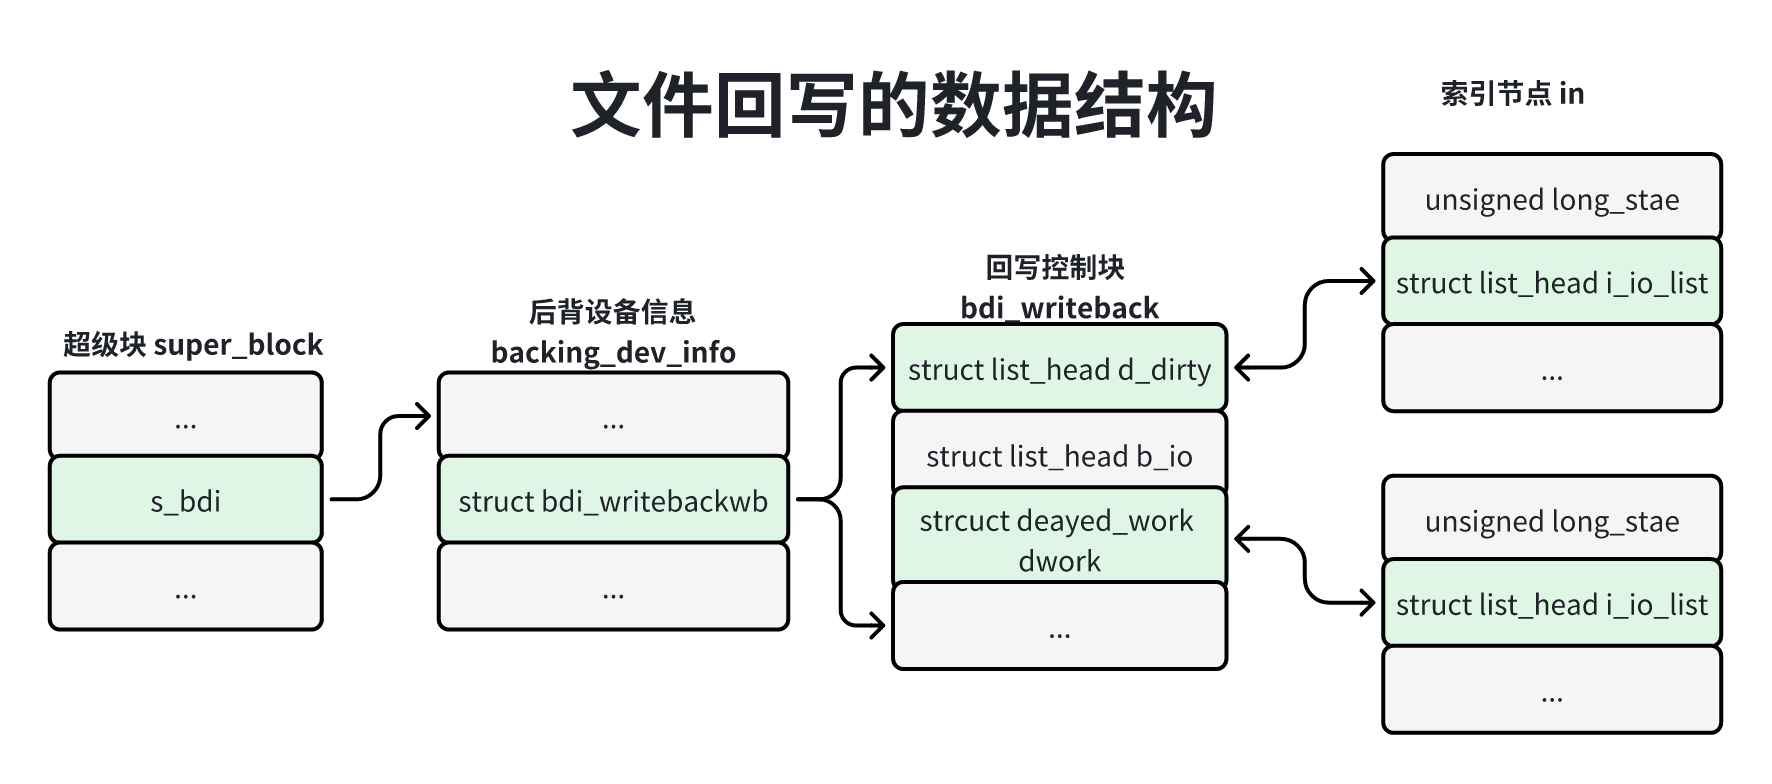 文件回写的数据结构
超级块 super_block
...
s_bdi
...
后背设备信息
backing_dev_info
...
struct bdi_writebackwb
...
回写控制块
bdi_writeback
struct list_head d_dirty
struct list_head b_io
strcuct deayed_work
dwork
...
索引节点 in
unsigned long_stae
struct list_head i_io_list
...
unsigned long_stae
struct list_head i_io_list
...